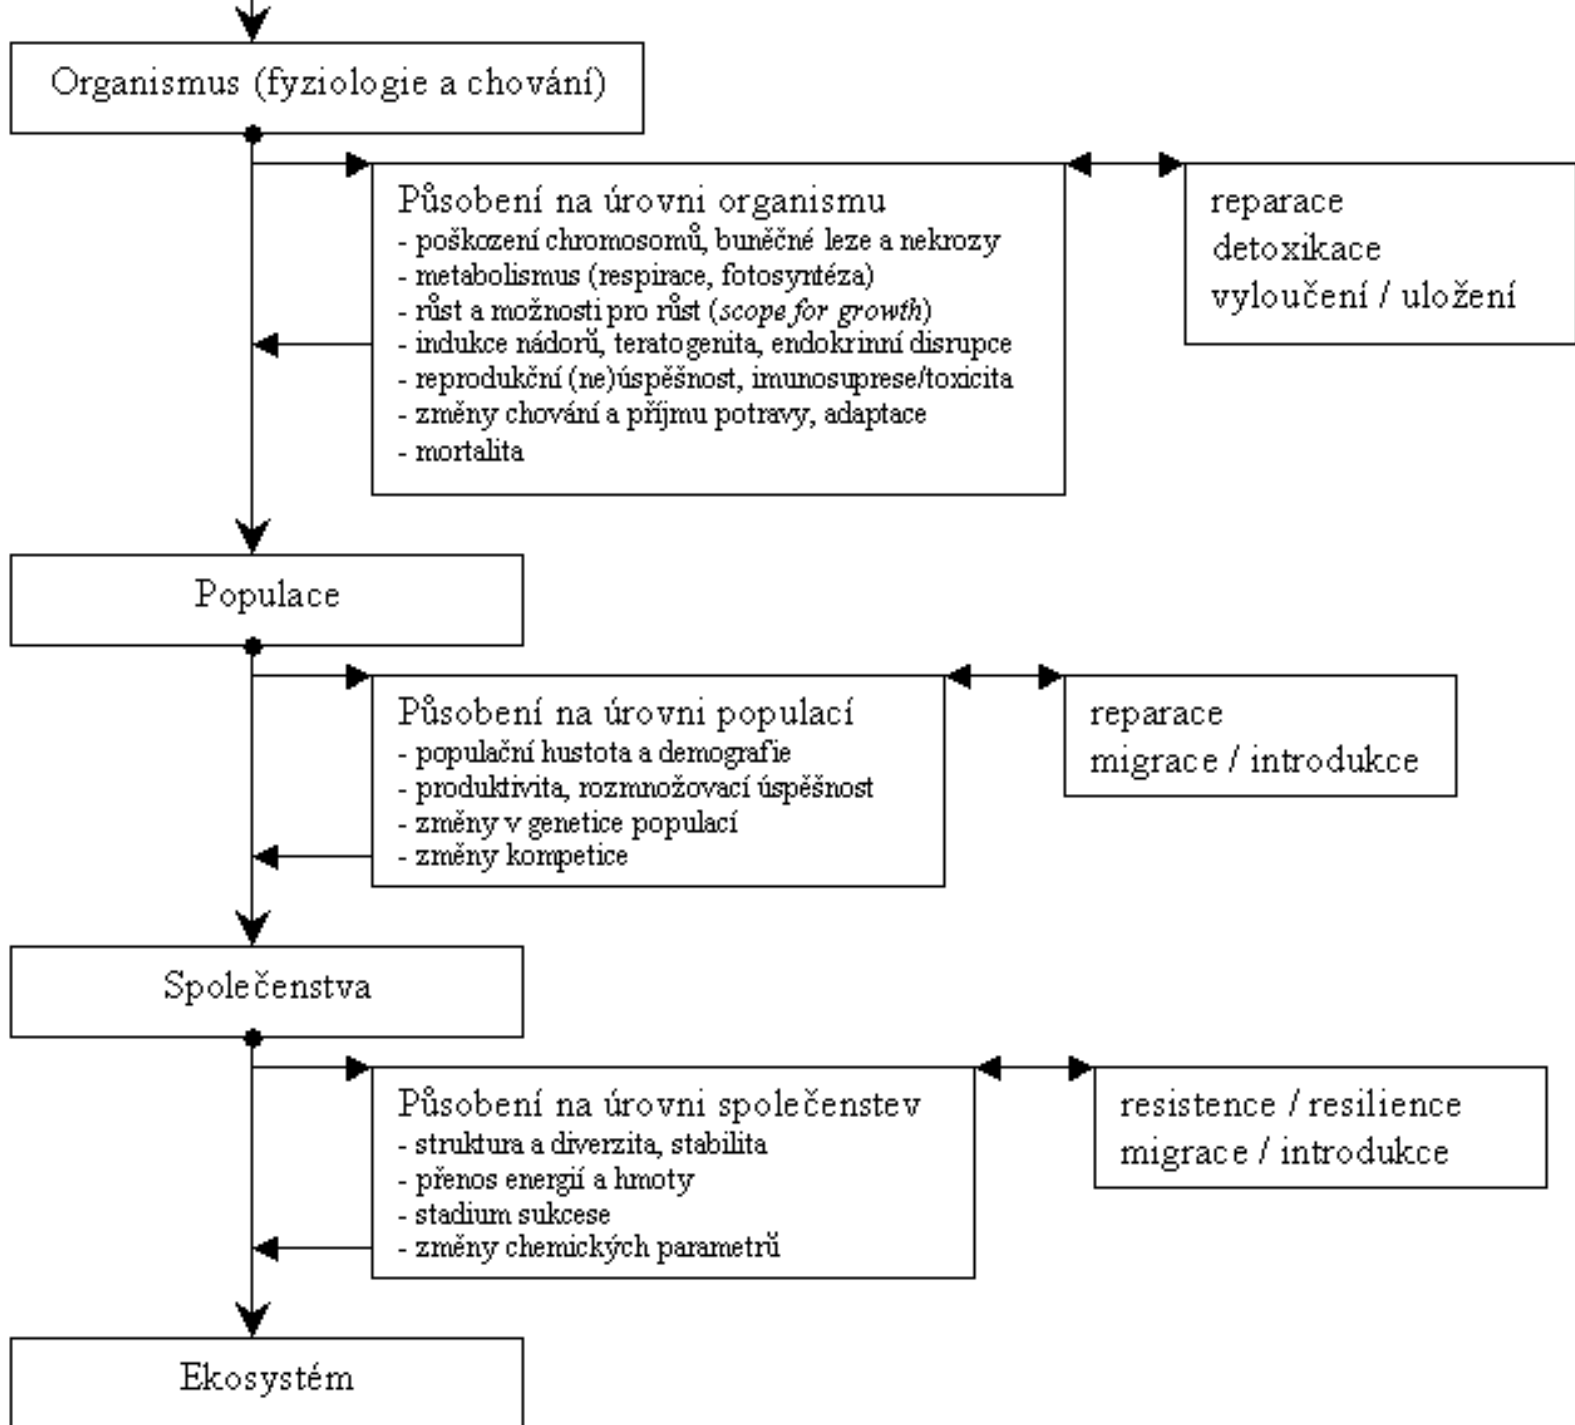 Organismus (fyziologie a chování)
Působení na úrovni organismu
- poškození chromosomů, buněčné leze a nekrozy
- metabolismus (respirace, fotosyntéza)
- růst a možnosti pro růst (scope for growth)
- indukce nádorů, teratogenita, endokrinní disrupce
- reprodukční (ne)úspěšnost, imunosuprese/toxicita
- změny chování a příjmu potravy, adaptace
- mortalita
reparace
detoxikace
vyloučení / uložení
Populace
Působení na úrovni populací
- populační hustota a demografie
- produktivita, rozmnožovací úspěšnost
- změny v genetice populací
- změny kompetice
reparace
migrace / introdukce
Společenstva
Působení na úrovni společenstev
- struktura a diverzita, stabilita
- přenos energií a hmoty
- stadium sukcese
- změny chemických parametrů
resistence / resilience
migrace / introdukce
Ekosystém